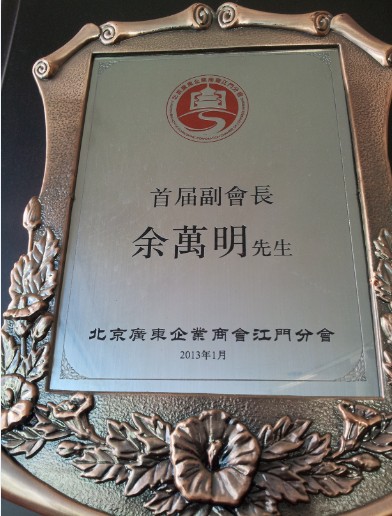 首届副會長
余萬明先生
北京廣東企業商會江門分會
2013年1月